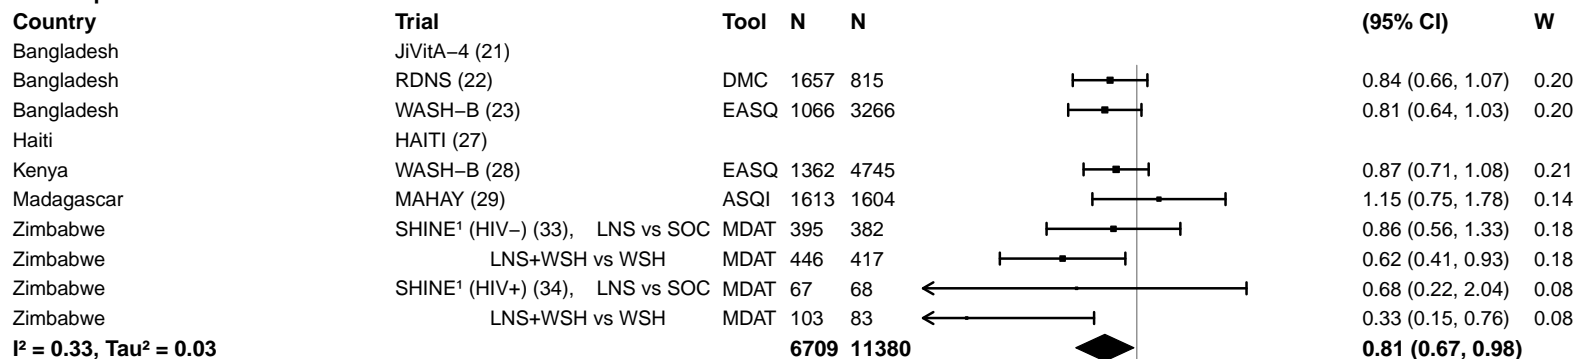 Country Trial Tool N N (95% CI) W
Bangladesh JiVitA−4 (21)
Bangladesh RDNS (22) DMC 1657 815 0.84 (0.66, 1.07) 0.20
Bangladesh WASH−B (23) EASQ 1066 3266 0.81 (0.64, 1.03) 0.20
Haiti HAITI (27)
Kenya WASH−B (28) EASQ 1362 4745 0.87 (0.71, 1.08) 0.21
Madagascar MAHAY (29) ASQI 1613 1604 1.15 (0.75, 1.78) 0.14
Zimbabwe SHINE¹ (HIV−) (33), LNS vs SOC MDAT 395 382 0.86 (0.56, 1.33) 0.18
Zimbabwe LNS+WSH vs WSH MDAT 446 417 0.62 (0.41, 0.93) 0.18
Zimbabwe SHINE¹ (HIV+) (34), LNS vs SOC MDAT 67 68 0.68 (0.22, 2.04) 0.08
Zimbabwe LNS+WSH vs WSH MDAT 103 83 0.33 (0.15, 0.76) 0.08
I² = 0.33, Tau² = 0.03 6709 11380 0.81 (0.67, 0.98)